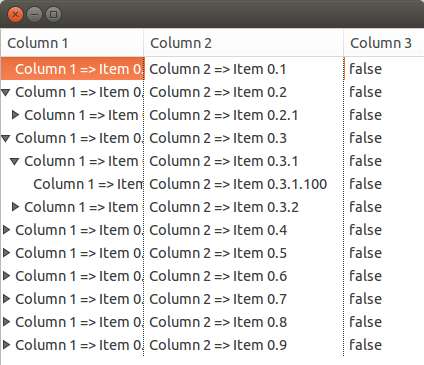 Column 1 Column 2 Column 3
Column 1 => Item 0. Column 2 => Item 0.1 false
Column 1 => Item 0. Column 2 => Item 0.2 false
Column 1 => Item Column 2 => Item 0.2.1 false
Column 1 => Item 0. Column 2 => Item 0.3 false
Column 1 => Item Column 2 => Item 0.3.1 false
Column 1 => Item Column 2 => Item 0.3.1.100 false
Column 1 => Item Column 2 => Item 0.3.2 false
Column 1 => Item 0. Column 2 => Item 0.4 false
Column 1 => Item 0. Column 2 => Item 0.5 false
Column 1 => Item 0. Column 2 => Item 0.6 false
Column 1 => Item 0. Column 2 => Item 0.7 false
Column 1 => Item 0. Column 2 => Item 0.8 false
Column 1 => Item 0. Column 2 => Item 0.9 false